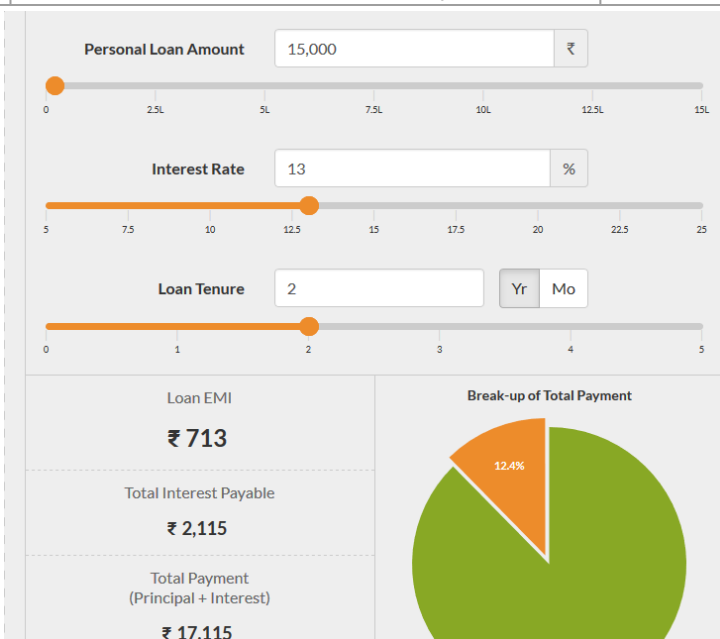 Personal Loan Amount 15,000 ₹
0 2.5L 5L 7.5L 10L 12.5L 15L
Interest Rate 13 %
5 7.5 10 12.5 15 17.5 20 22.5 25
Loan Tenure 2 Yr Mo
0 1 2 3 4 5
Loan EMI
₹ 713
Total Interest Payable
₹ 2,115
Total Payment
(Principal + Interest)
₹ 17,115
Break-up of Total Payment
12.4%